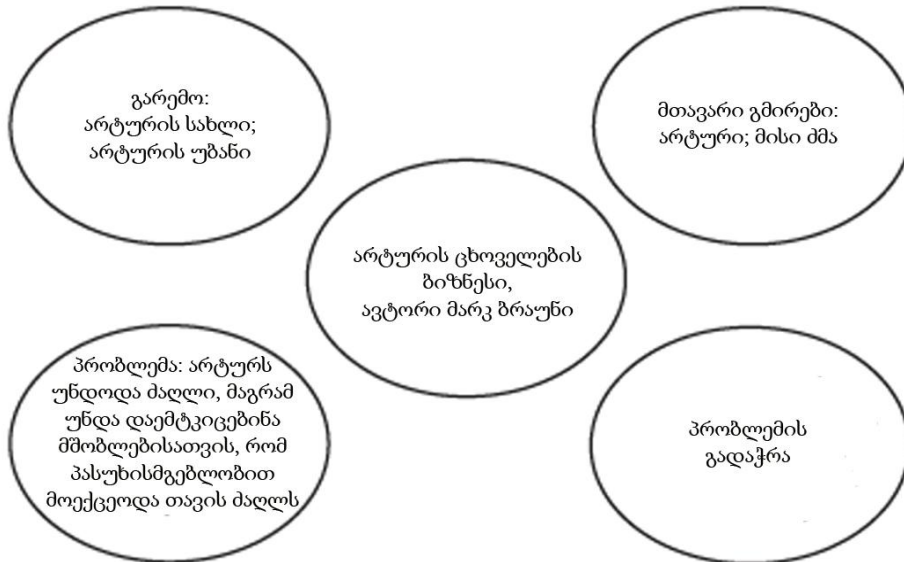 გარემო:
არტურის სახლი;
არტურის უბანი
მთავარი გმირები:
არტური; მისი ძმა
არტურის ცხოველების
ბიზნესი,
ავტორი მარკ ბრაუნი
პრობლემა: არტურს
უნდოდა ძაღლი, მაგრამ
უნდა დაემტკიცებინა
მშობლებისათვის, რომ
პასუხისმგებლობით
მოექცეოდა თავის ძაღლს
პრობლემის
გადაჭრა